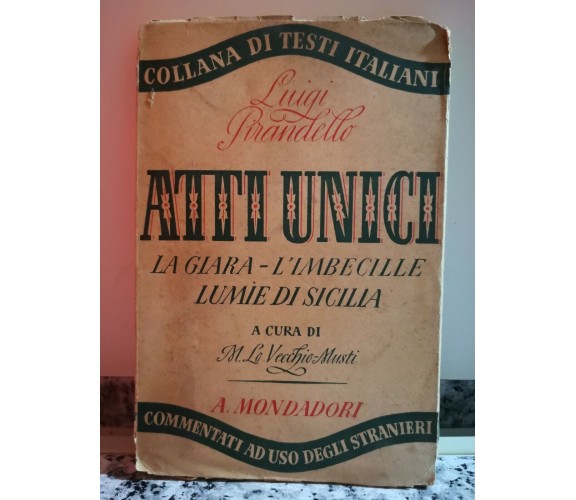 COLLANA DI TESTI ITALIANI
Luigi
Pirandello
ATTI UNICI
LA GIARA - L'IMBECILLE
LUMÌE DI SICILIA
A CURA DI
M. Lo Vecchio-Musti
A. MONDADORI
COMMENTATI AD USO DEGLI STRANIERI